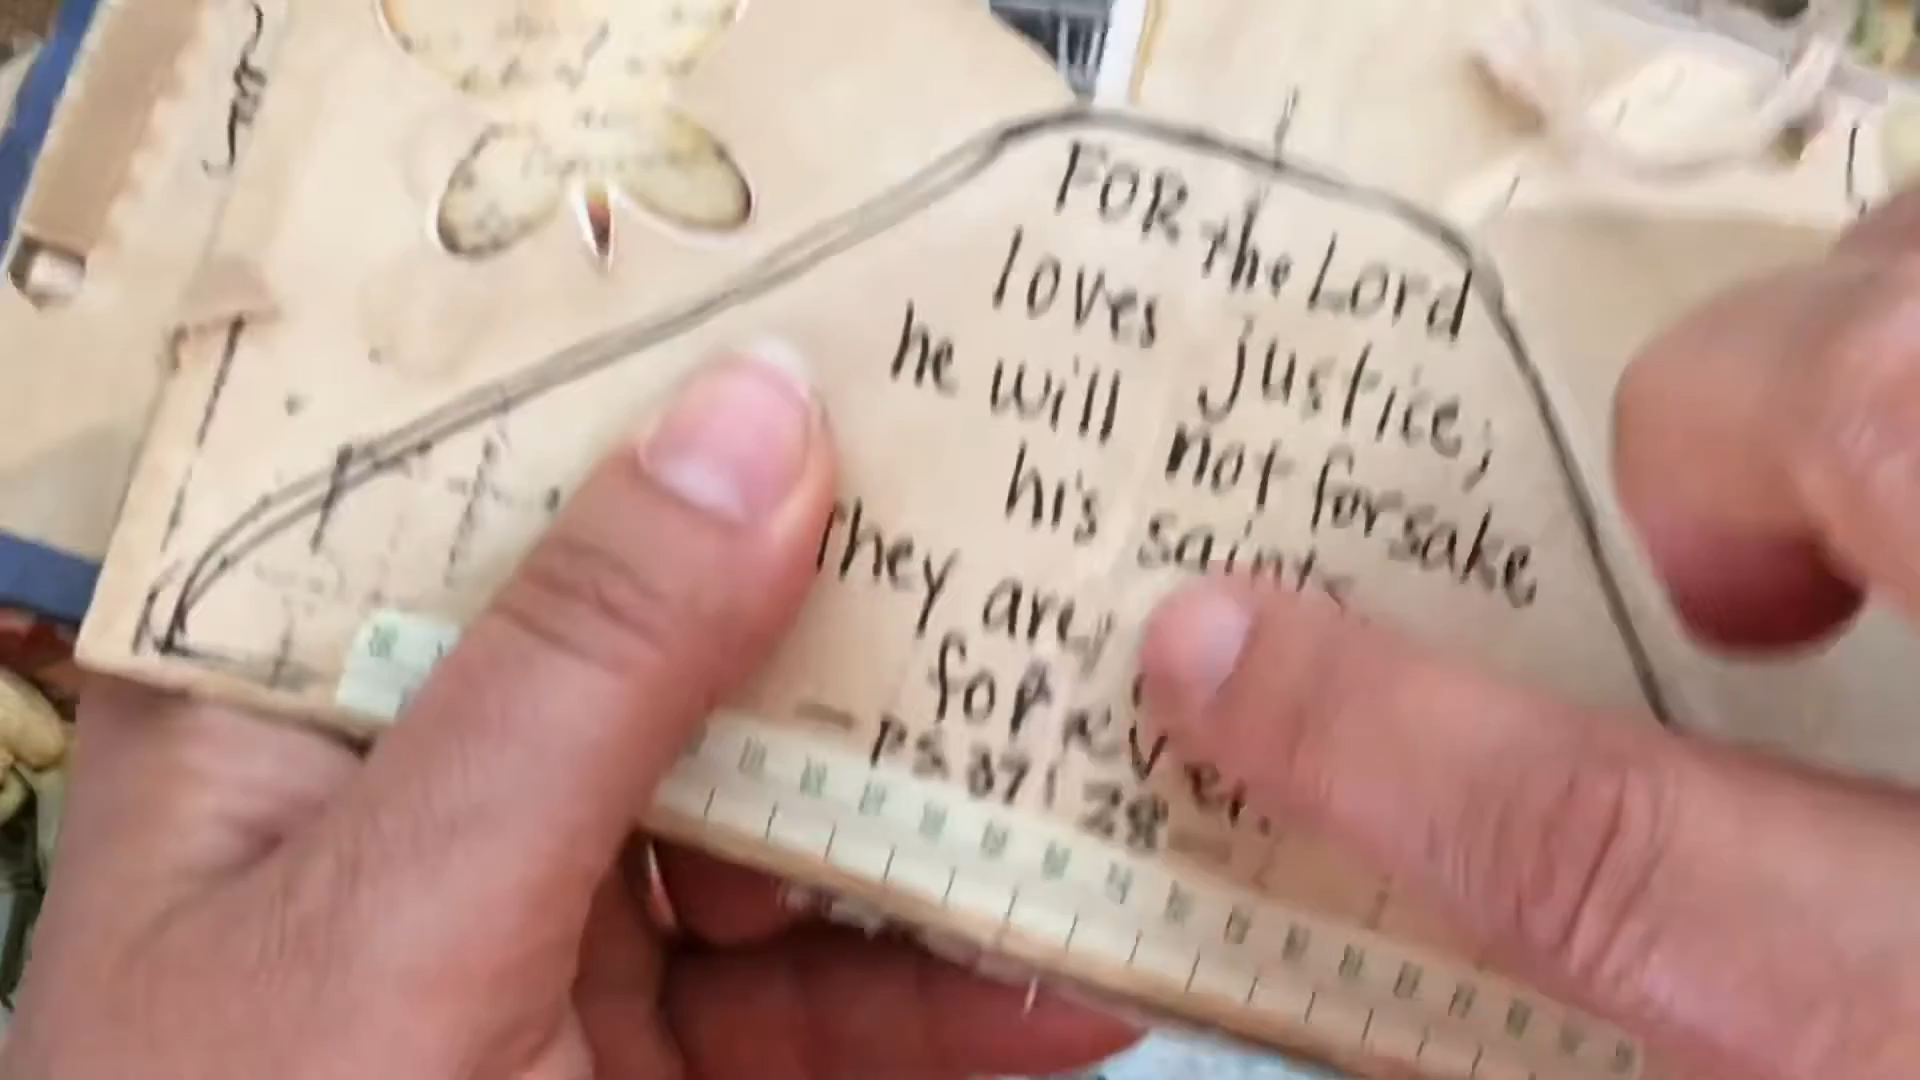 FOR the Lord
loves justice;
he will not forsake
his saints
They are
forever.
— PS 37: 28 —